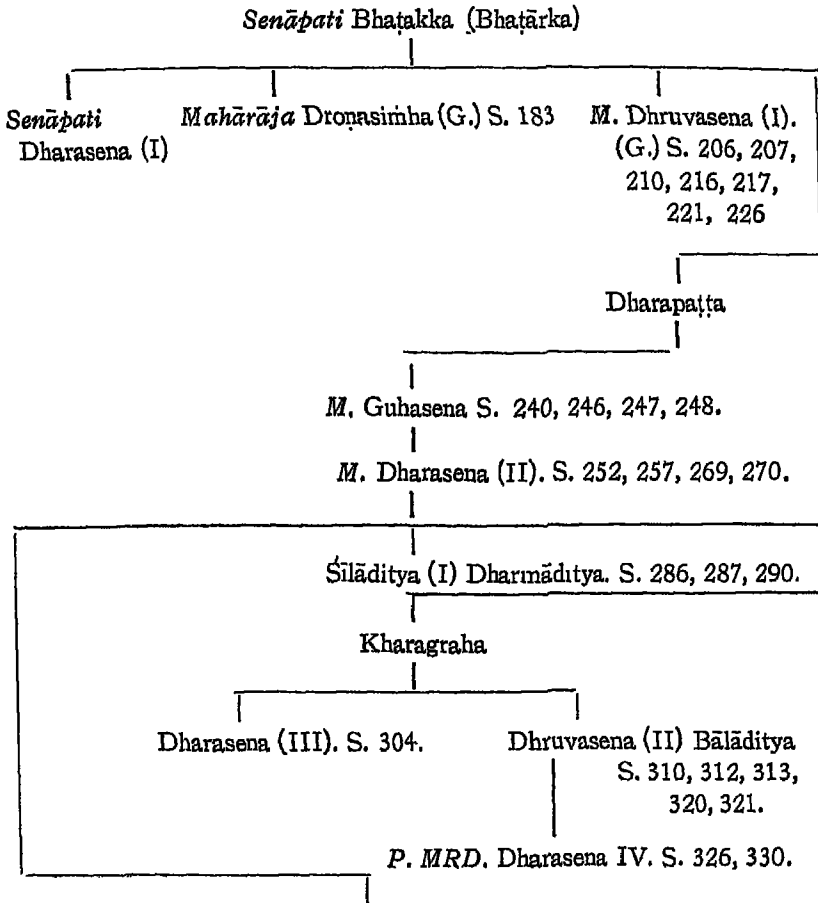 Senāpati Bhaṭakka (Bhaṭārka)
Senāpati Dharasena (I)
Mahārāja Droṇasiṁha (G.) S. 183
M. Dhruvasena (I).
(G.) S. 206, 207,
210, 216, 217,
221, 226
Dharapaṭṭa
M. Guhasena S. 240, 246, 247, 248.
M. Dharasena (II). S. 252, 257, 269, 270.
Śīlāditya (I) Dharmāditya. S. 286, 287, 290.
Kharagraha
Dharasena (III). S. 304.
Dhruvasena (II) Bālāditya
S. 310, 312, 313,
320, 321.
P. MRD. Dharasena IV. S. 326, 330.